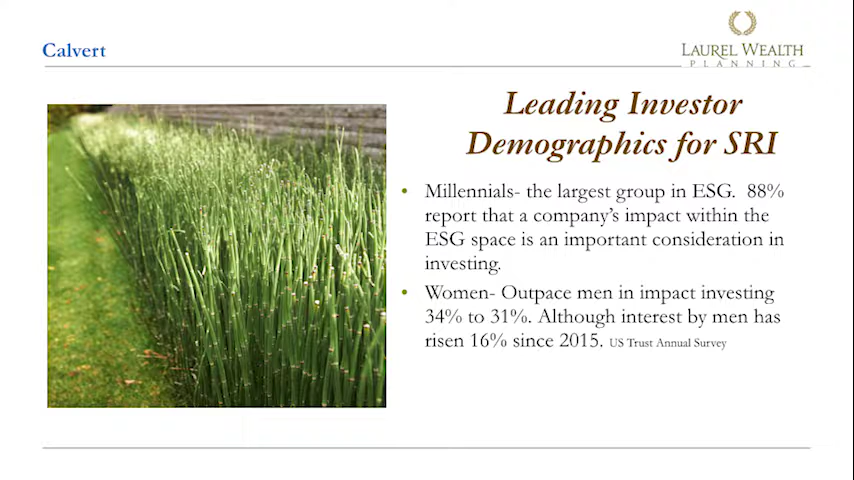 Calvert
LAUREL WEALTH
PLANNING
Leading Investor
Demographics for SRI
• Millennials- the largest group in ESG.  88%
report that a company's impact within the
ESG space is an important consideration in
investing.
• Women- Outpace men in impact investing
34% to 31%. Although interest by men has
risen 16% since 2015. US Trust Annual Survey